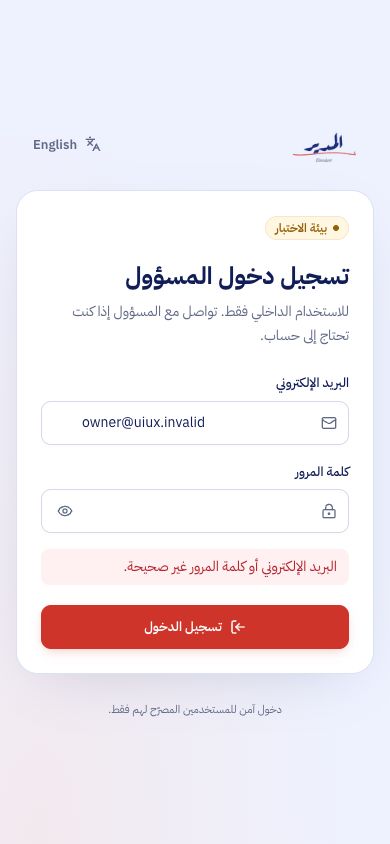 المدير
Elmodeer
English
بيئة الاختبار
تسجيل دخول المسؤول
للاستخدام الداخلي فقط. تواصل مع المسؤول إذا كنت
تحتاج إلى حساب.
البريد الإلكتروني
owner@uiux.invalid
كلمة المرور
البريد الإلكتروني أو كلمة المرور غير صحيحة.
تسجيل الدخول
دخول آمن للمستخدمين المصرّح لهم فقط.